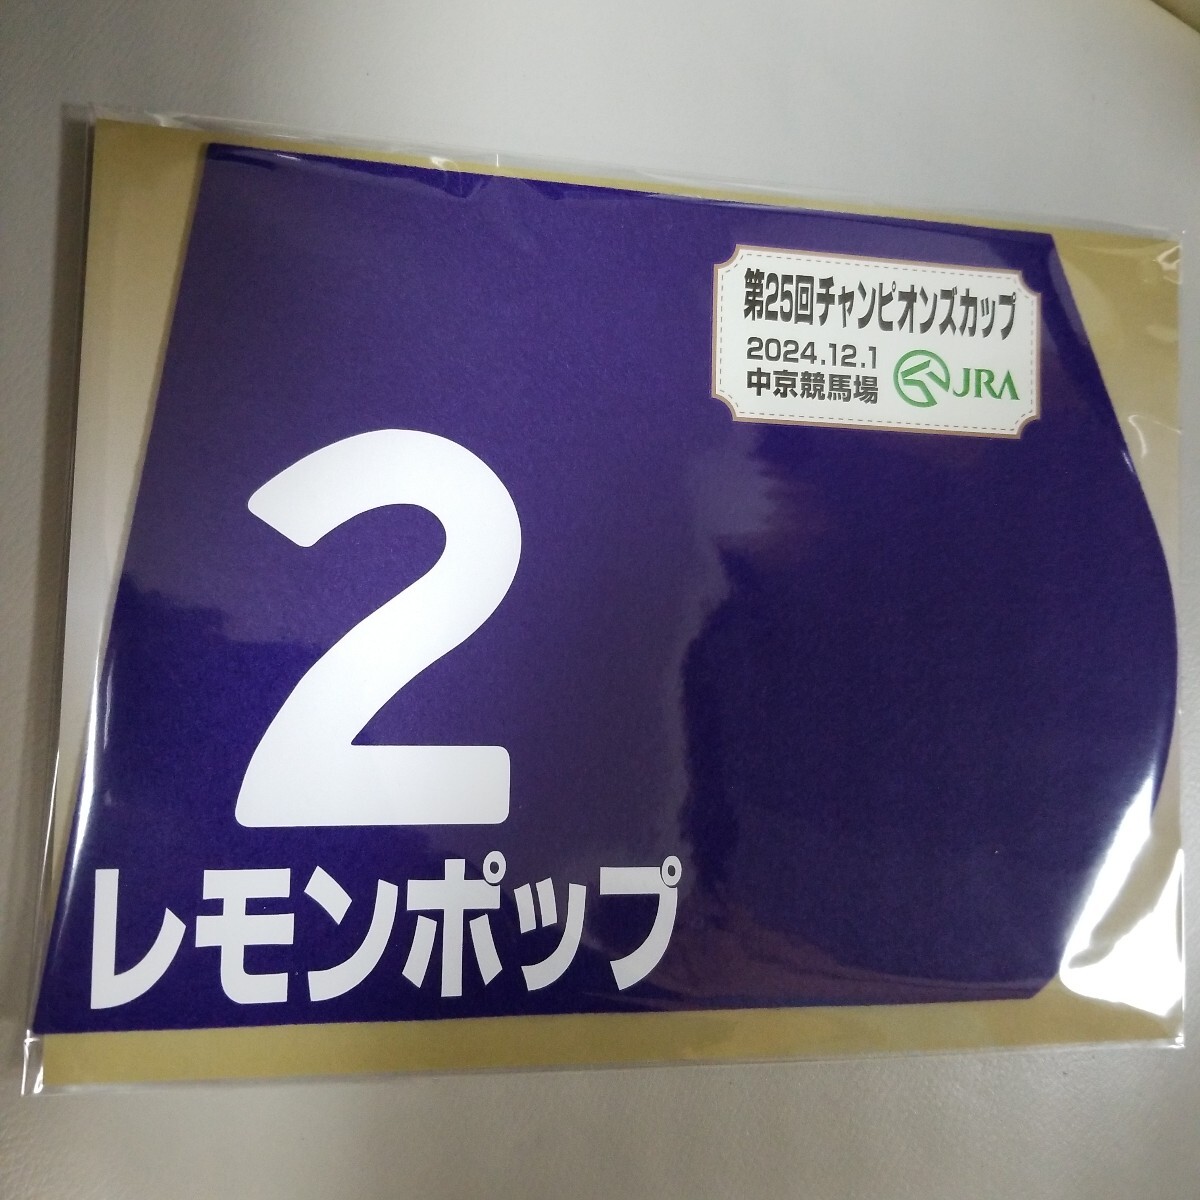 第25回チャンピオンズカップ
2024.12.1
中京競馬場
JRA
2
レモンポップ